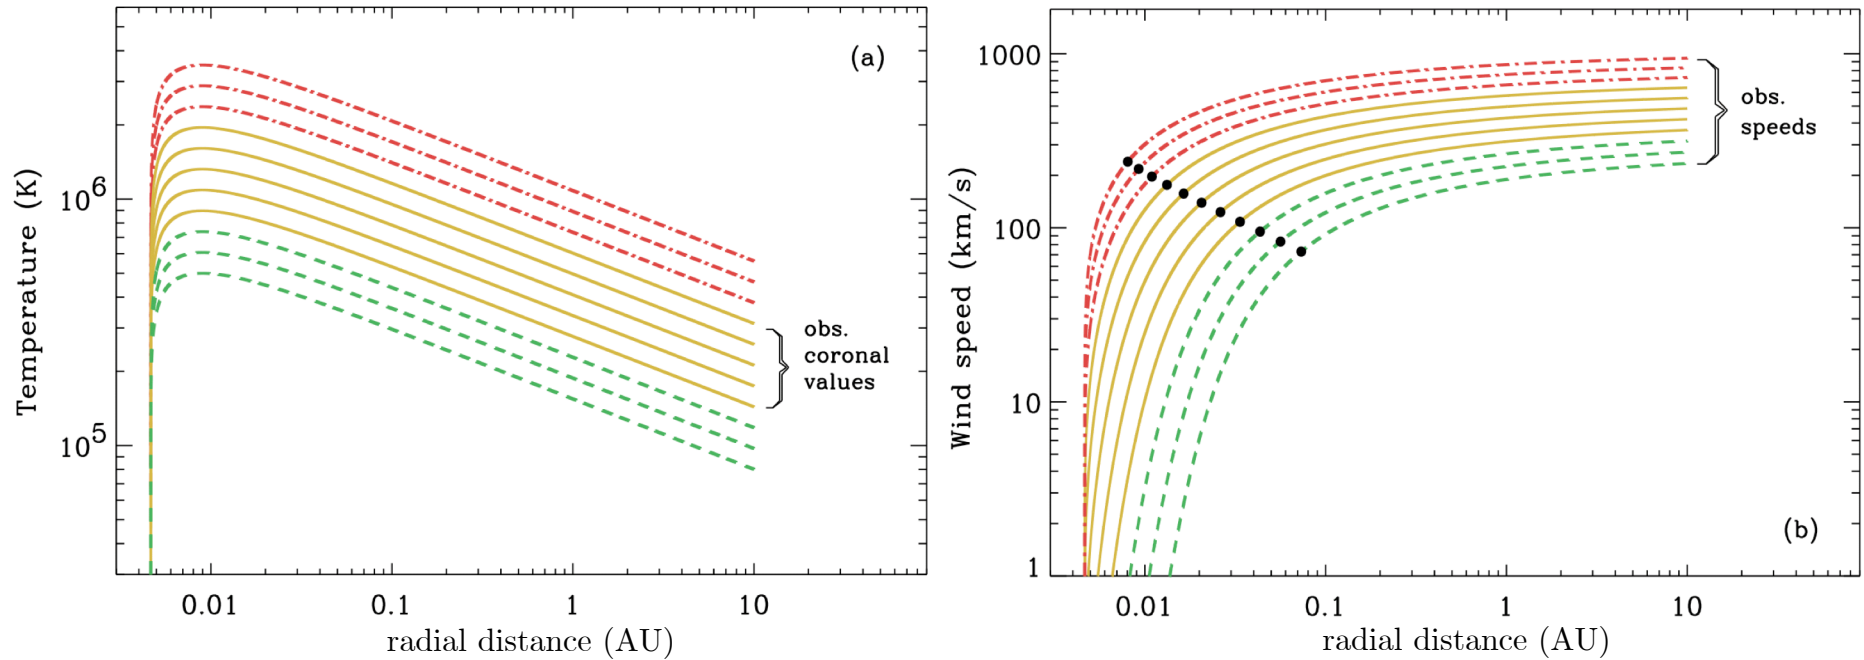 (a)
Temperature (K)
10^6
10^5
obs.
coronal
values
0.01 0.1 1 10
radial distance (AU)
Wind speed (km/s)
1000
100
10
1
obs.
speeds
(b)
0.01 0.1 1 10
radial distance (AU)